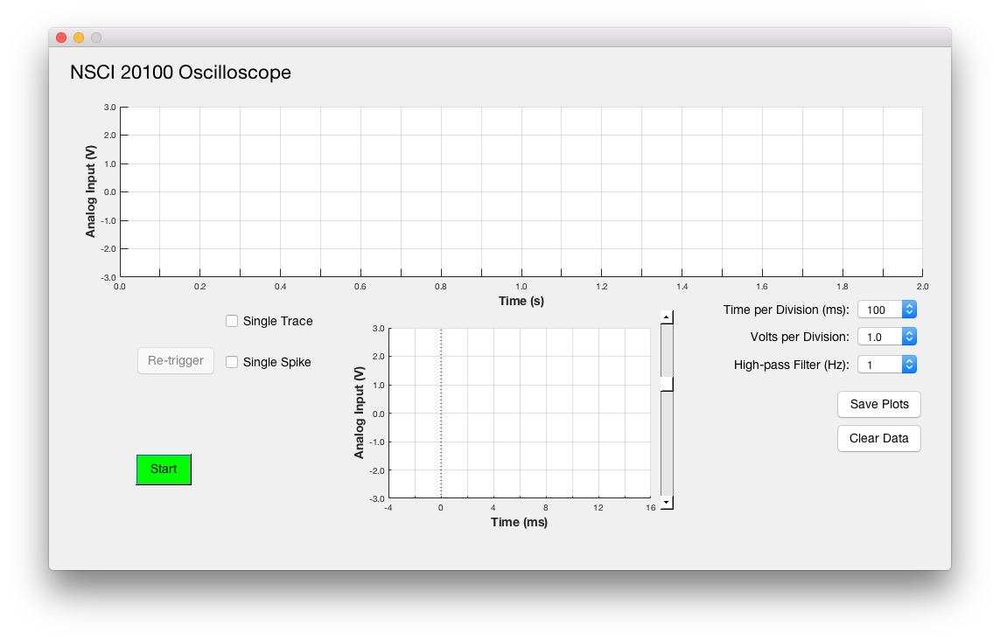 NSCI 20100 Oscilloscope
3.0
2.0
1.0
0.0
-1.0
-2.0
-3.0
Analog Input (V)
0.0 0.2 0.4 0.6 0.8 1.0 1.2 1.4 1.6 1.8 2.0
Time (s)
Single Trace
Re-trigger
Single Spike
Start
3.0
2.0
1.0
0.0
-1.0
-2.0
-3.0
Analog Input (V)
-4 0 4 8 12 16
Time (ms)
Time per Division (ms): 100
Volts per Division: 1.0
High-pass Filter (Hz): 1
Save Plots
Clear Data